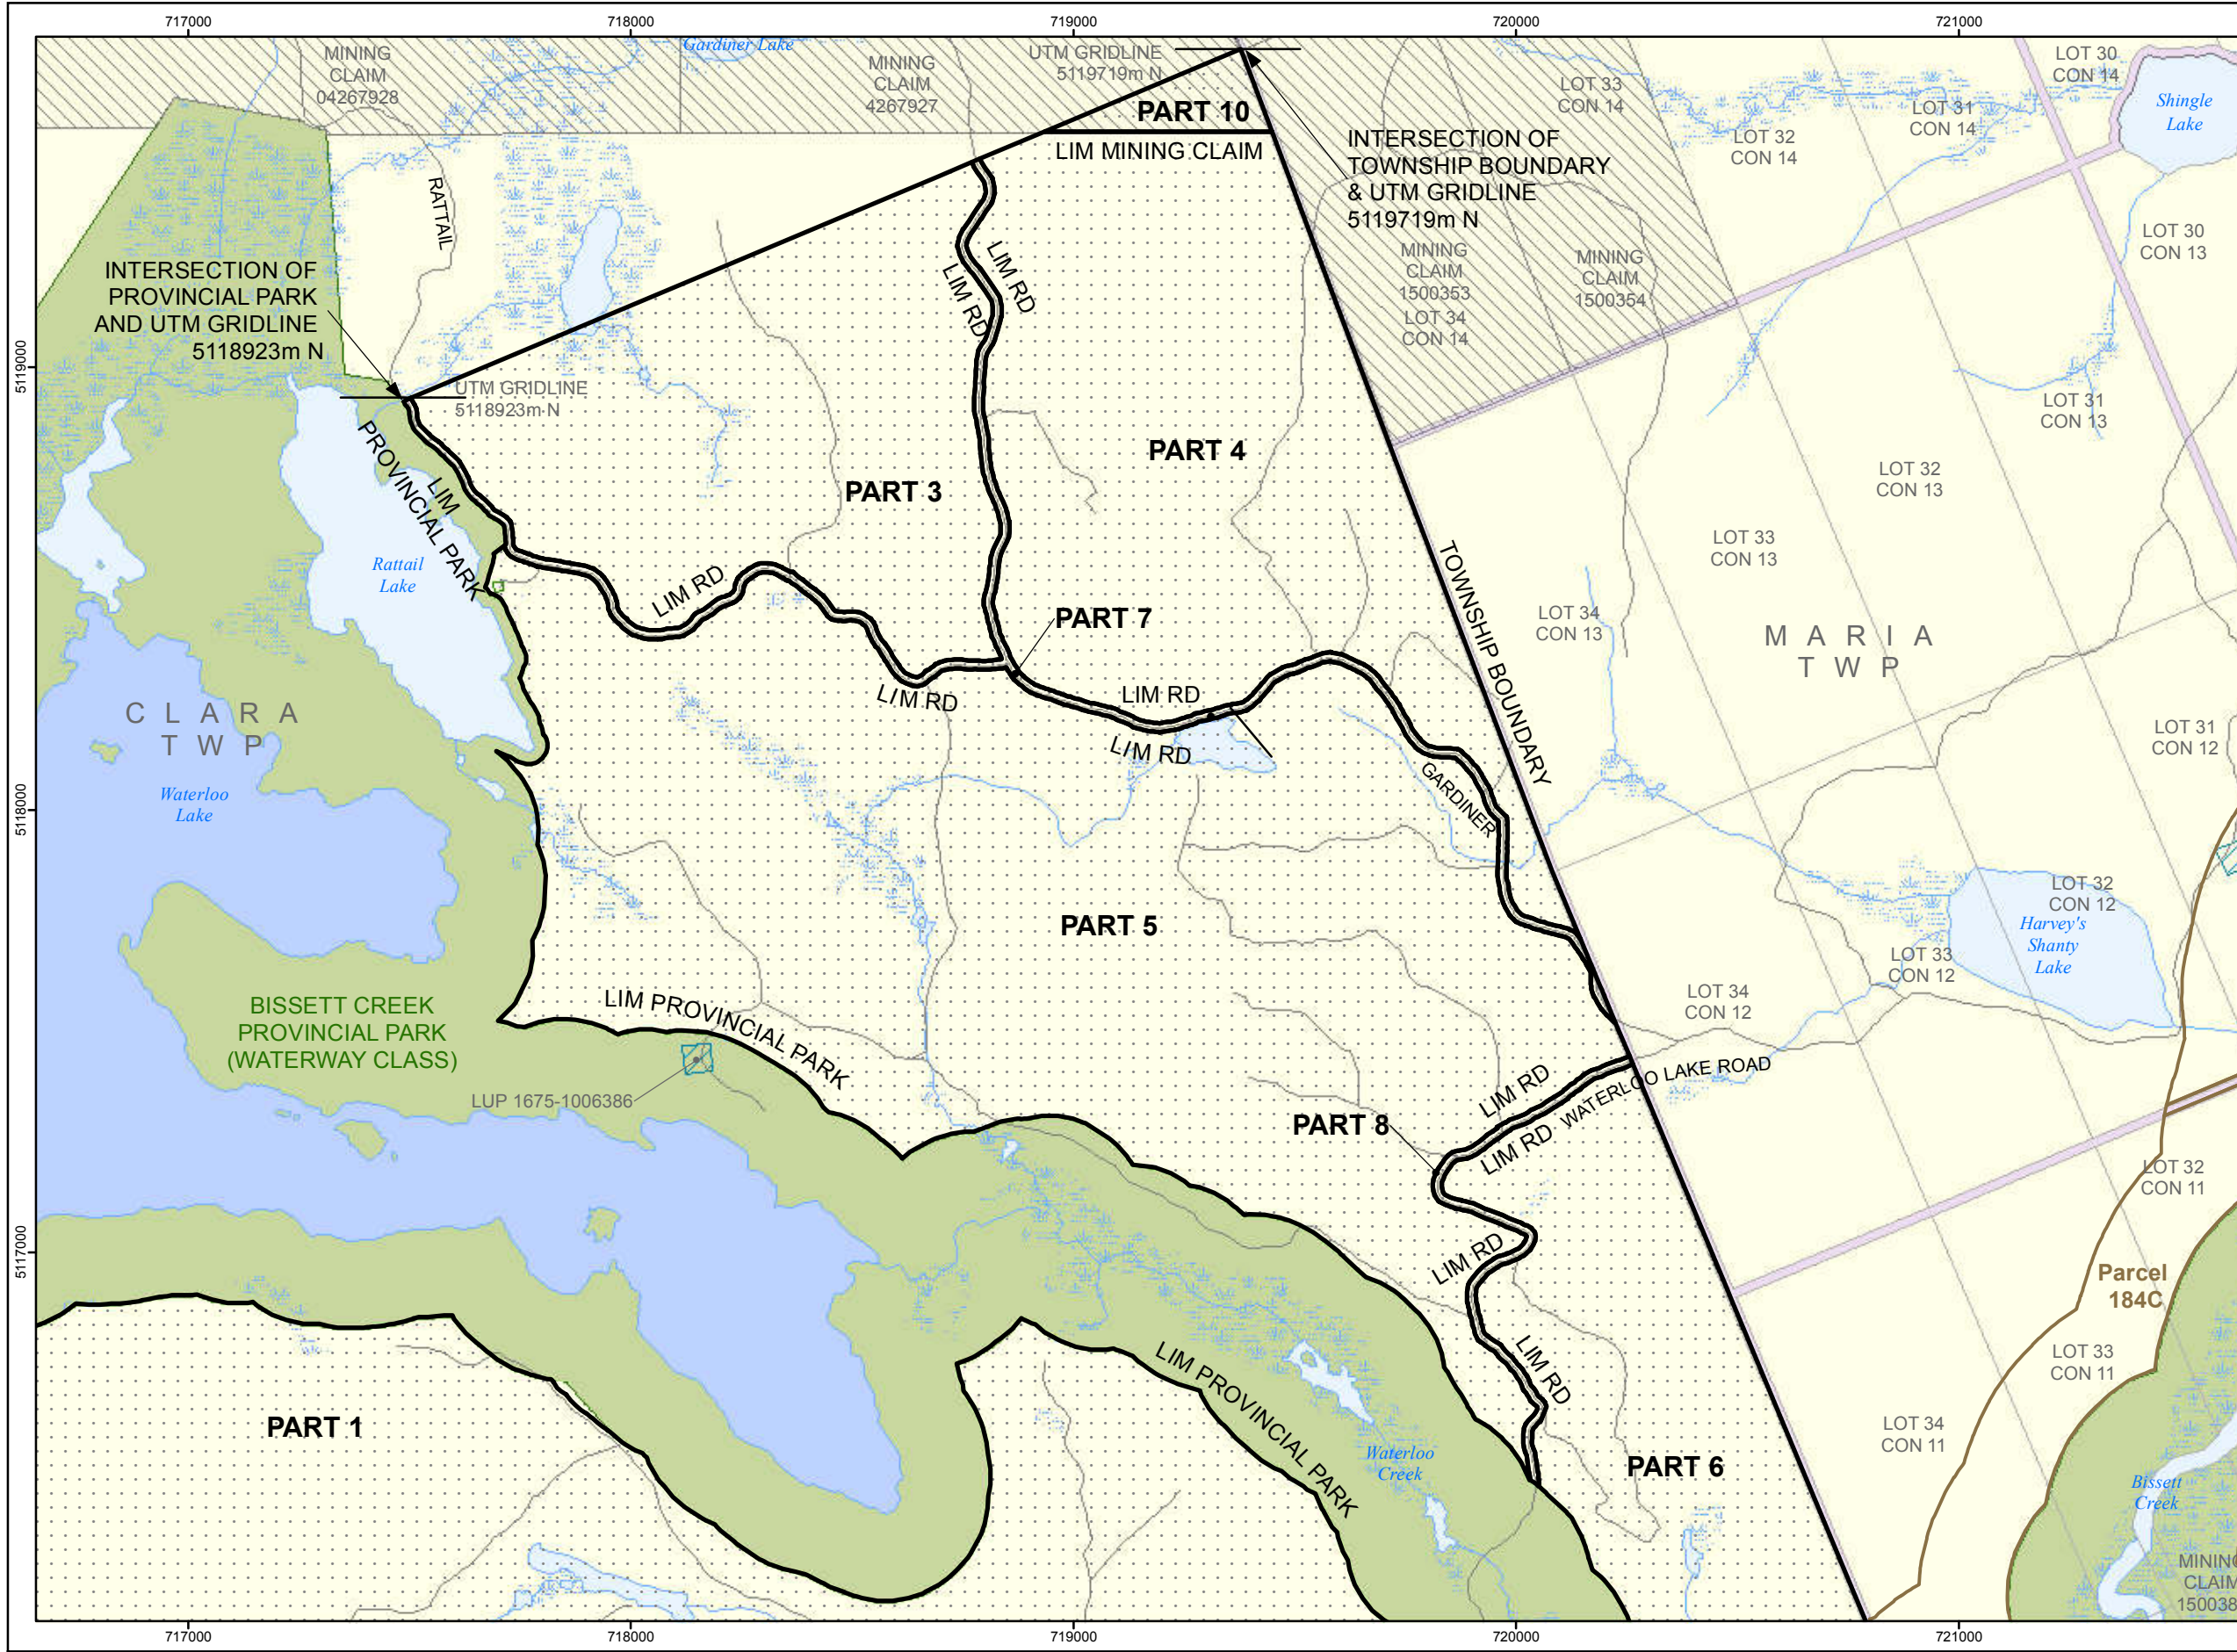 717000
718000
719000
720000
721000
Gardiner Lake
MINING
CLAIM
04267928
MINING
CLAIM
4267927
UTM GRIDLINE
5119719m N
PART 10
LIM MINING CLAIM
INTERSECTION OF
TOWNSHIP BOUNDARY
& UTM GRIDLINE
5119719m N
LOT 33
CON 14
LOT 32
CON 14
LOT 31
CON 14
LOT 30
CON 14
Shingle
Lake
RATTAIL
LIM RD
LIM RD
MINING
CLAIM
1500353
LOT 34
CON 14
MINING
CLAIM
1500354
LOT 30
CON 13
INTERSECTION OF
PROVINCIAL PARK
AND UTM GRIDLINE
5118923m N
5119000
UTM GRIDLINE
5118923m N
LIM
PROVINCIAL PARK
PART 3
PART 4
LOT 31
CON 13
LOT 32
CON 13
LOT 33
CON 13
LOT 34
CON 13
Rattail
Lake
LIM RD
PART 7
TOWNSHIP BOUNDARY
MARIA
TWP
CLARA
TWP
LIM RD
LIM RD
LIM RD
LOT 31
CON 12
Waterloo
Lake
5118000
GARDINER
PART 5
LOT 32
CON 12
Harvey's
Shanty
Lake
LOT 33
CON 12
LOT 34
CON 12
BISSETT CREEK
PROVINCIAL PARK
(WATERWAY CLASS)
LIM PROVINCIAL PARK
LUP 1675-1006386
LIM RD
WATERLOO LAKE ROAD
PART 8
LIM RD
LOT 32
CON 11
5117000
LIM RD
Parcel
184C
LIM RD
LOT 33
CON 11
LIM PROVINCIAL PARK
PART 1
LOT 34
CON 11
Waterloo
Creek
PART 6
Bissett
Creek
MINING
CLAIM
150038
717000
718000
719000
720000
721000